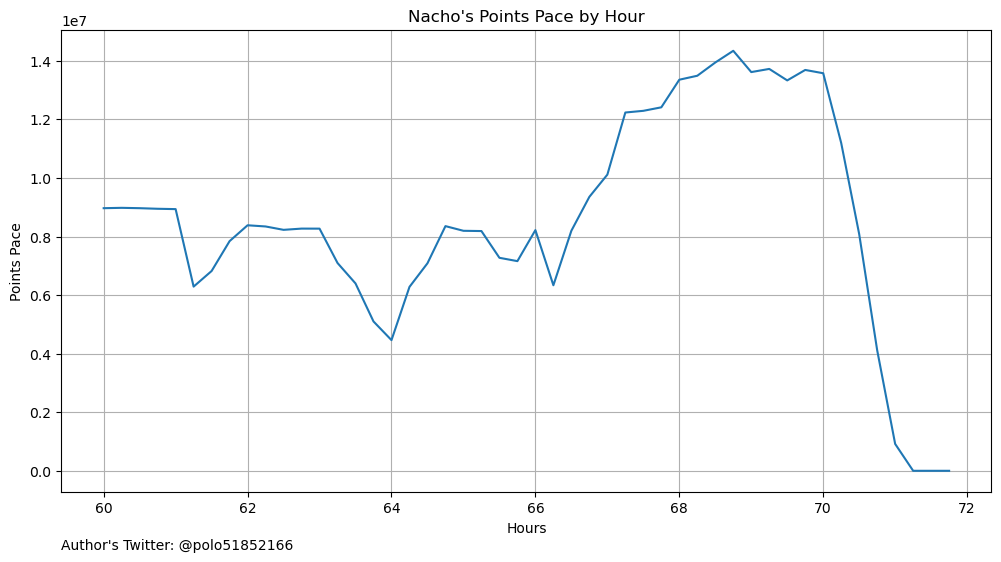 Nacho's Points Pace by Hour
1e7
1.4
1.2
1.0
0.8
0.6
0.4
0.2
0.0
Points Pace
60 62 64 66 68 70 72
Hours
Author's Twitter: @polo51852166